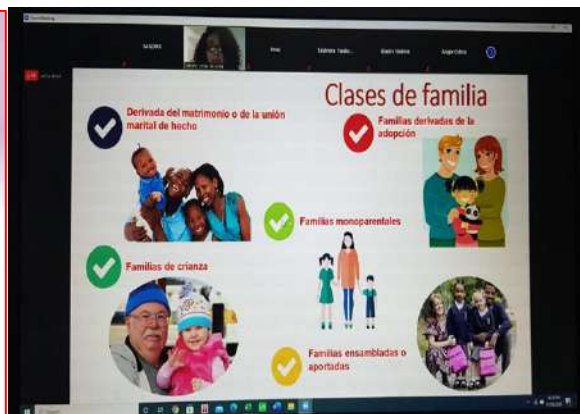 Clases de familia
Derivada del matrimonio o de la unión
marital de hecho
Familias derivadas de la
adopción
Familias monoparentales
Familias de crianza
Familias ensambladas o
aportadas